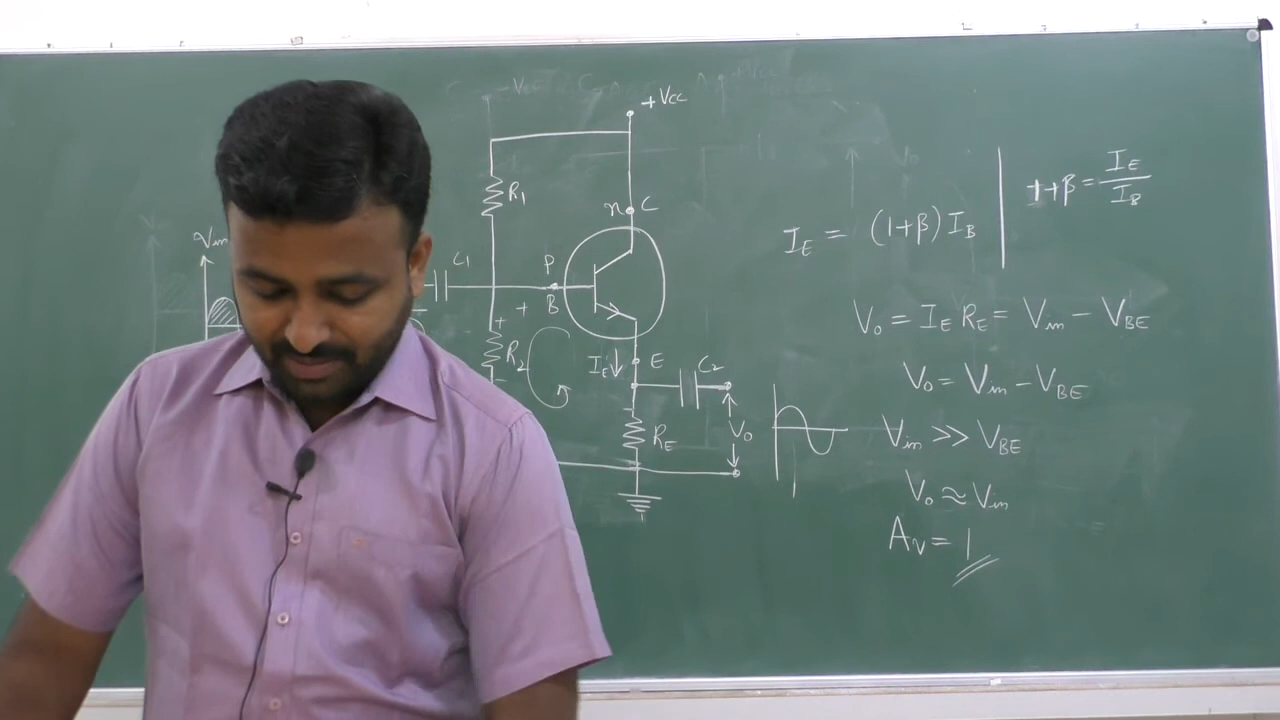 +Vcc
R1
n C
Vin
C1
P
B
+
+
R2
-
IE↓
E
C2
RE
Vo
IE = (1+β) IB
1+β = IE/IB
Vo = IE RE = Vin - VBE
Vo = Vin - VBE
Vin >> VBE
Vo ≈ Vin
Av = 1